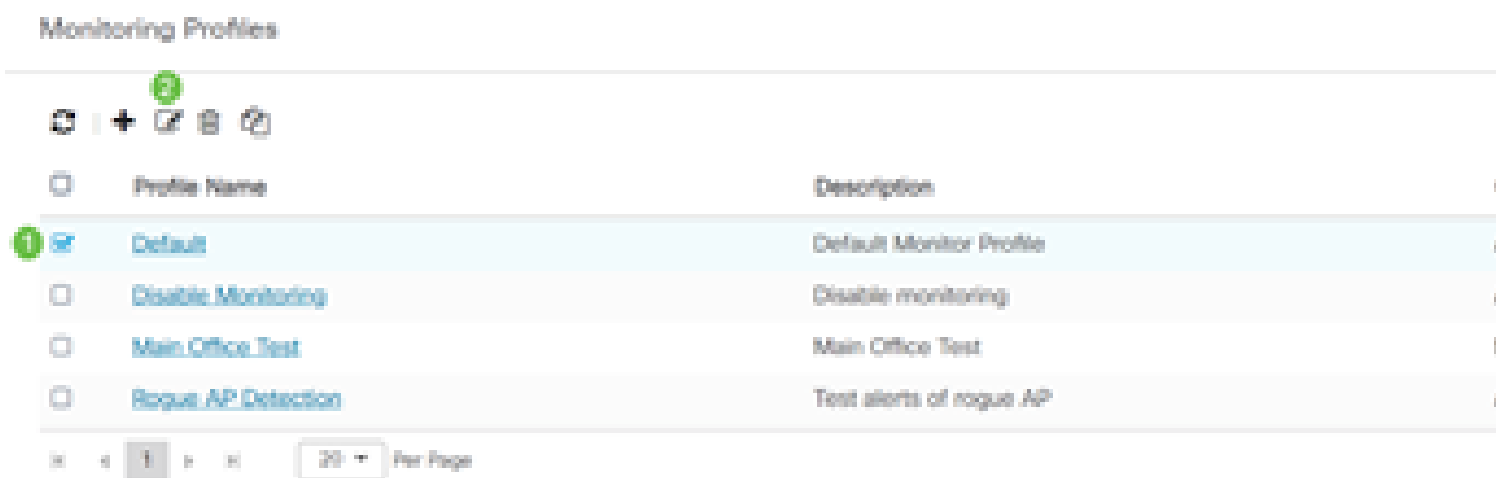 Monitoring Profiles
2
Profile Name Description
1 Default Default Monitor Profile
Disable Monitoring Disable monitoring
Main Office Test Main Office Test
Rogue AP Detection Test alerts of rogue AP
1 20 Per Page